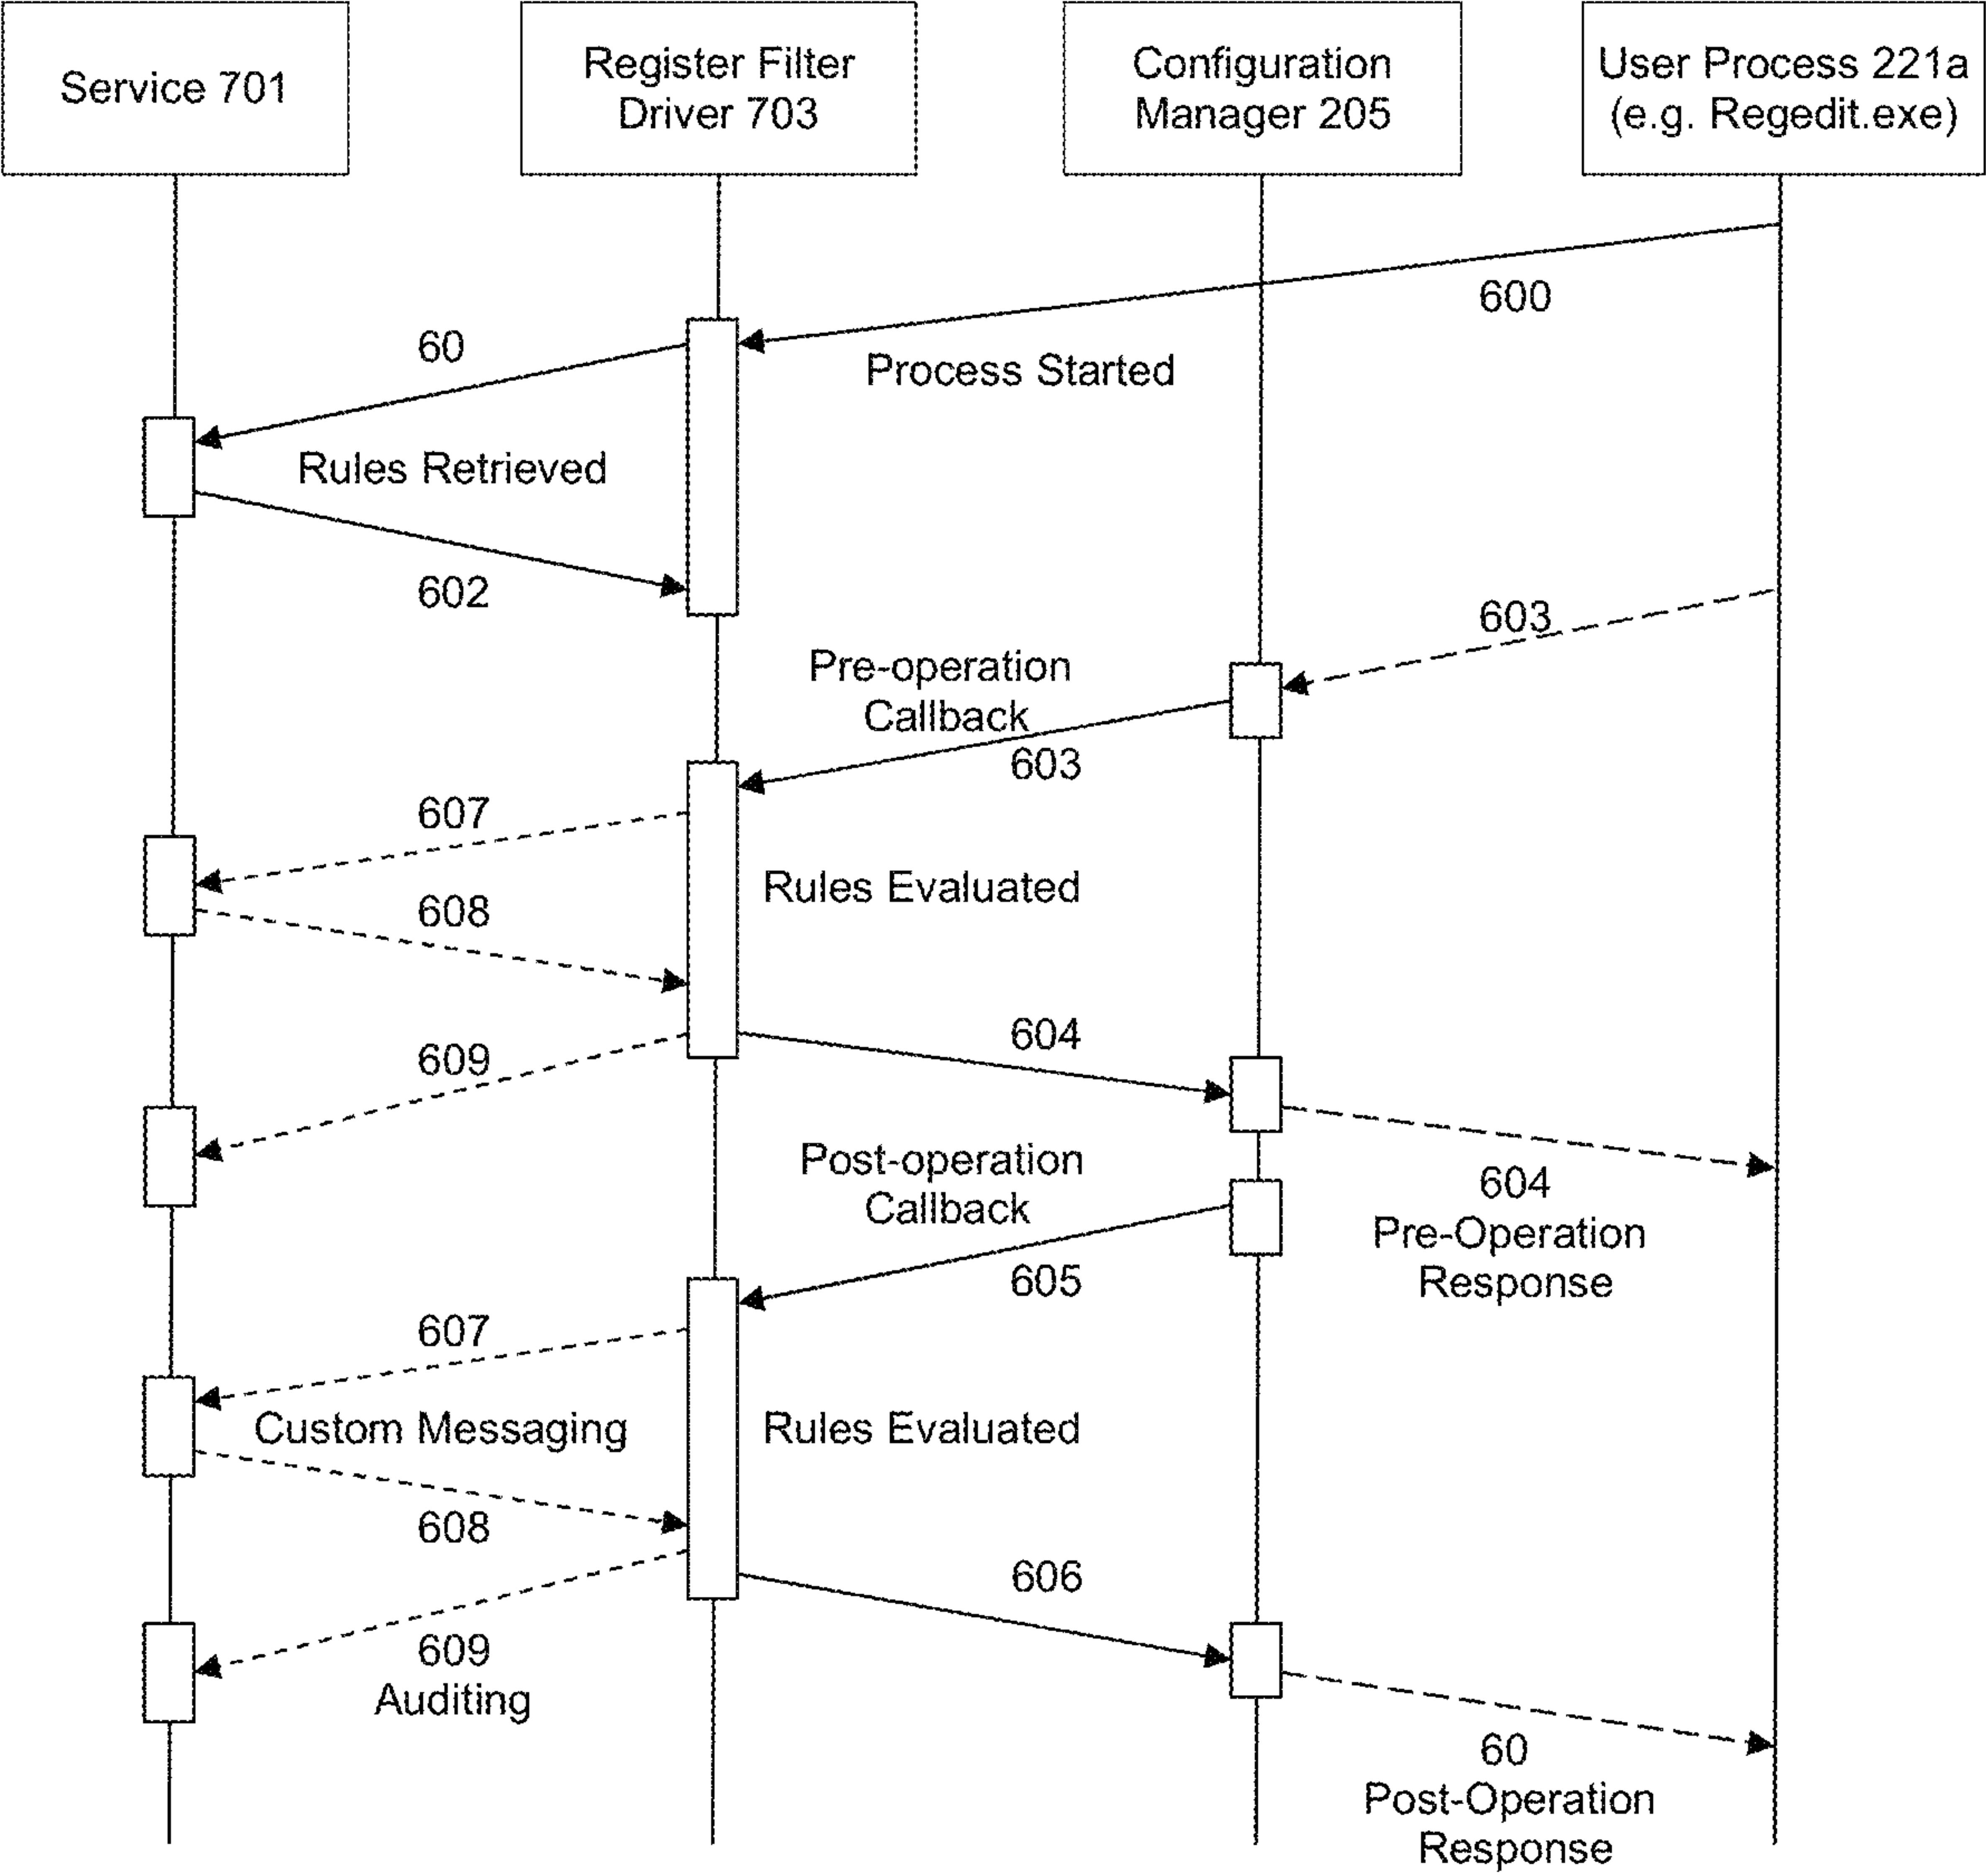 Service 701
Register Filter
Driver 703
Configuration
Manager 205
User Process 221a
(e.g. Regedit.exe)
600
60
Process Started
Rules Retrieved
602
603
Pre-operation
Callback
603
607
Rules Evaluated
608
604
609
Post-operation
Callback
604
Pre-Operation
Response
605
607
Custom Messaging
Rules Evaluated
608
606
609
Auditing
60
Post-Operation
Response